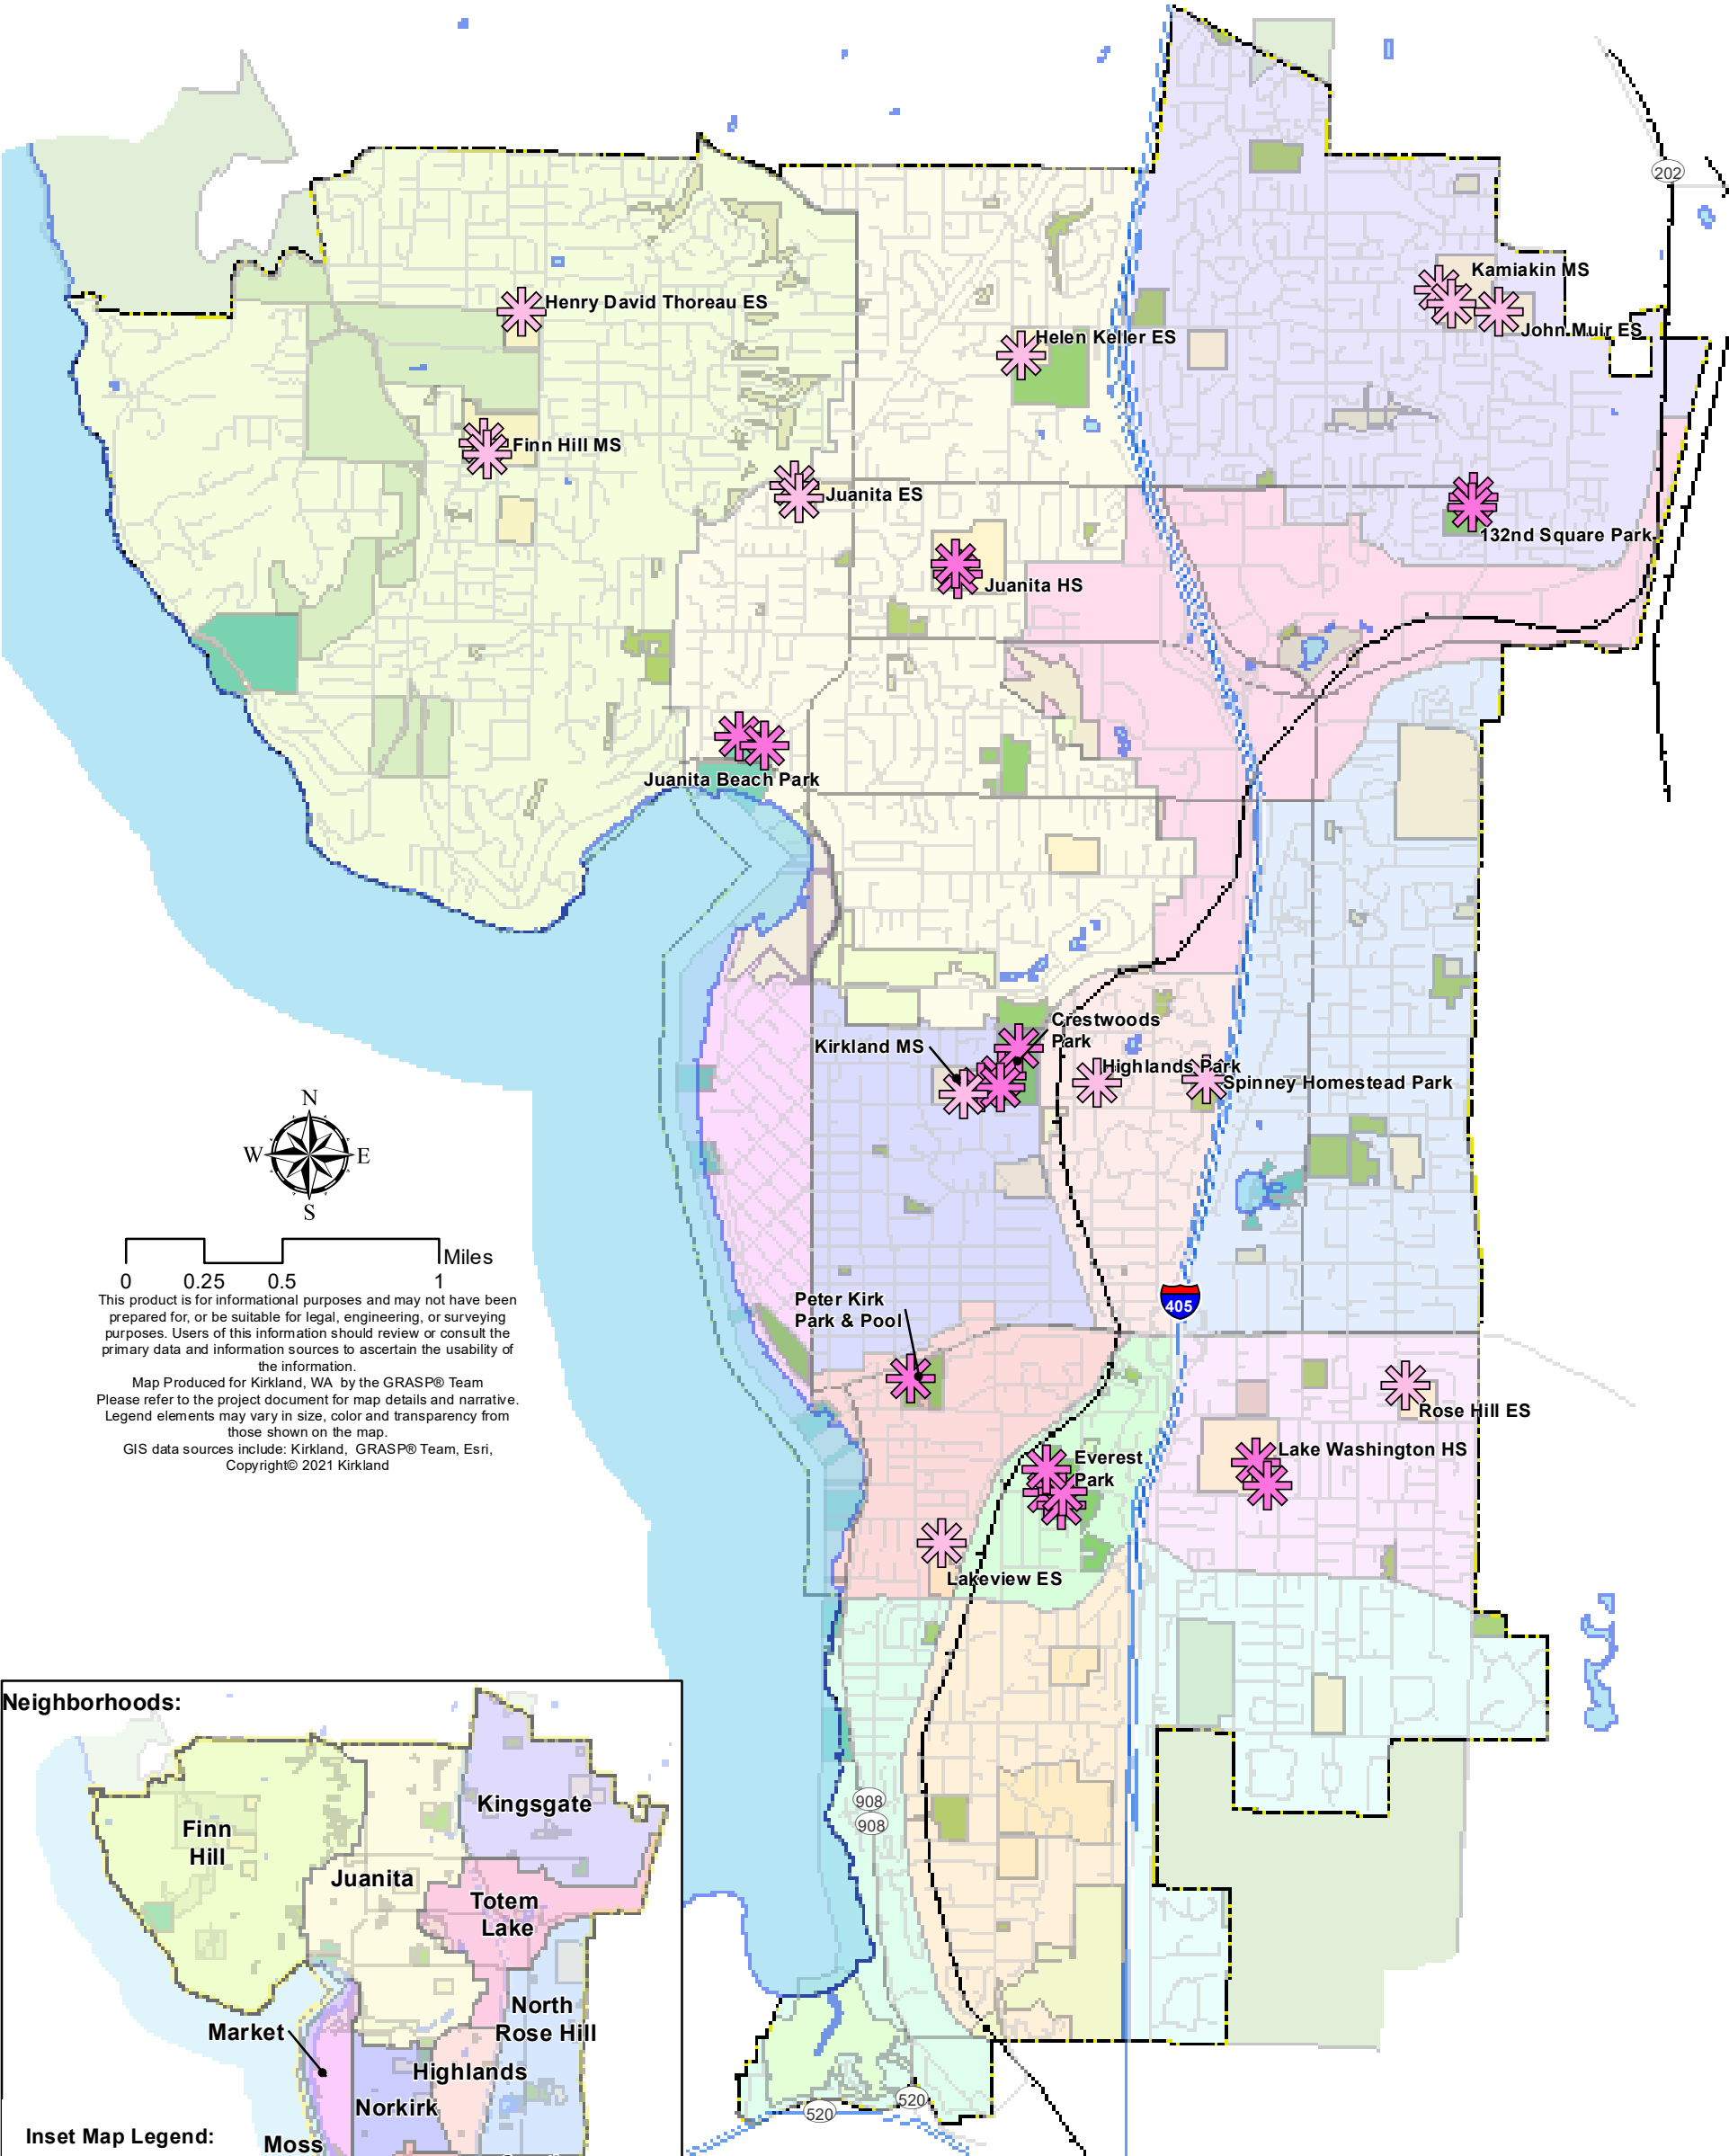 202
Kamiakin MS
Henry David Thoreau ES
John Muir ES
Helen Keller ES
Finn Hill MS
Juanita ES
132nd Square Park
Juanita HS
Juanita Beach Park
Crestwoods
Park
Kirkland MS
Highlands Park
Spinney Homestead Park
N
W
E
S
Miles
0
0.25
0.5
1
This product is for informational purposes and may not have been
prepared for, or be suitable for legal, engineering, or surveying
purposes. Users of this information should review or consult the
primary data and information sources to ascertain the usability of
the information.
Map Produced for Kirkland, WA by the GRASP® Team
Please refer to the project document for map details and narrative.
Legend elements may vary in size, color and transparency from
those shown on the map.
GIS data sources include: Kirkland, GRASP® Team, Esri,
Copyright© 2021 Kirkland
405
Peter Kirk
Park & Pool
Rose Hill ES
Lake Washington HS
Everest
Park
Lakeview ES
908
908
520
520
Neighborhoods:
Kingsgate
Finn
Hill
Juanita
Totem
Lake
North
Rose Hill
Market
Highlands
Norkirk
Inset Map Legend:
Moss